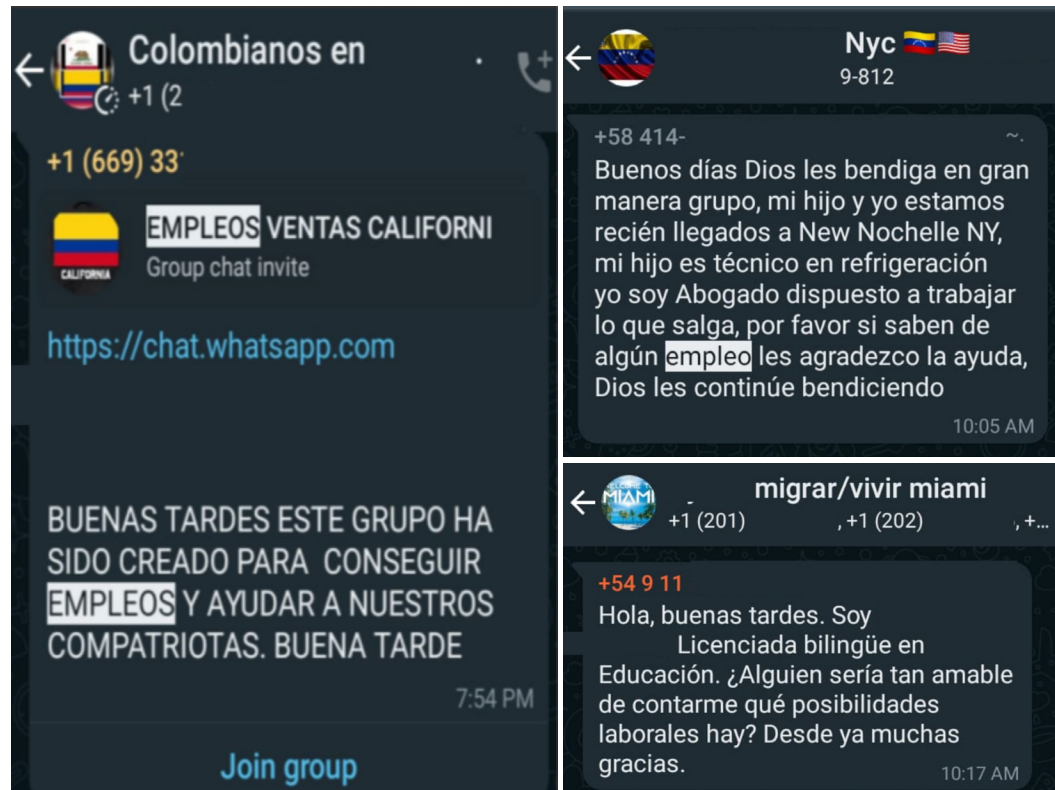 Colombianos en
+1 (2
+1 (669) 33
EMPLEOS VENTAS CALIFORNI
CALIFORNIA
Group chat invite
https://chat.whatsapp.com
BUENAS TARDES ESTE GRUPO HA
SIDO CREADO PARA CONSEGUIR
EMPLEOS Y AYUDAR A NUESTROS
COMPATRIOTAS. BUENA TARDE
7:54 PM
Join group
Nyc 🇻🇪🇺🇸
9-812
+58 414-
~.
Buenos días Dios les bendiga en gran
manera grupo, mi hijo y yo estamos
recién llegados a New Nochelle NY,
mi hijo es técnico en refrigeración
yo soy Abogado dispuesto a trabajar
lo que salga, por favor si saben de
algún empleo les agradezco la ayuda,
Dios les continúe bendiciendo
10:05 AM
MIAMI
migrar/vivir miami
+1 (201) , +1 (202) , +...
+54 9 11
Hola, buenas tardes. Soy
Licenciada bilingüe en
Educación. ¿Alguien sería tan amable
de contarme qué posibilidades
laborales hay? Desde ya muchas
gracias.
10:17 AM